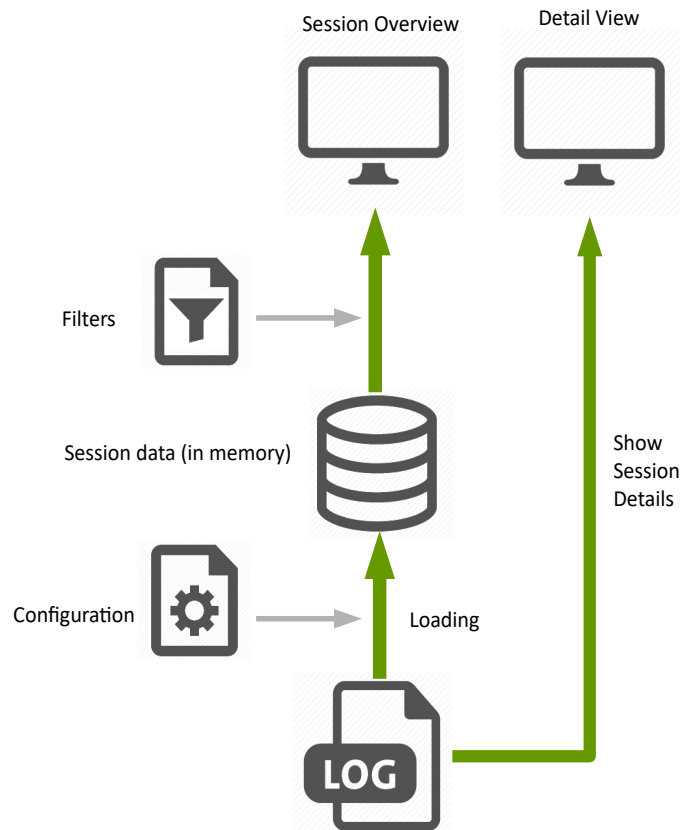 Session Overview
Detail View
Filters
Session data (in memory)
Show
Session
Details
Configuration
Loading
LOG